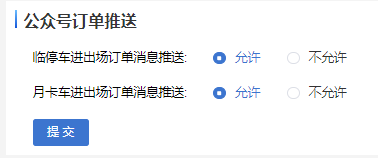 公众号订单推送
临停车进出场订单消息推送: 允许 不允许
月卡车进出场订单消息推送: 允许 不允许
提交